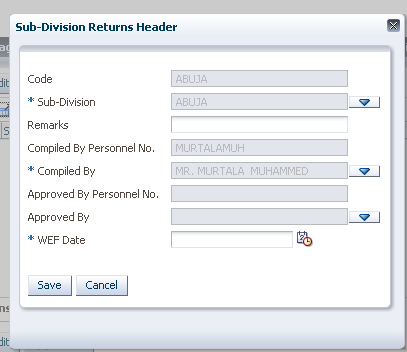 Sub-Division Returns Header
Code ABUJA
* Sub-Division ABUJA
Remarks
Compiled By Personnel No. MURTALAMUH
* Compiled By MR. MURTALA MUHAMMED
Approved By Personnel No.
Approved By
* WEF Date
Save Cancel